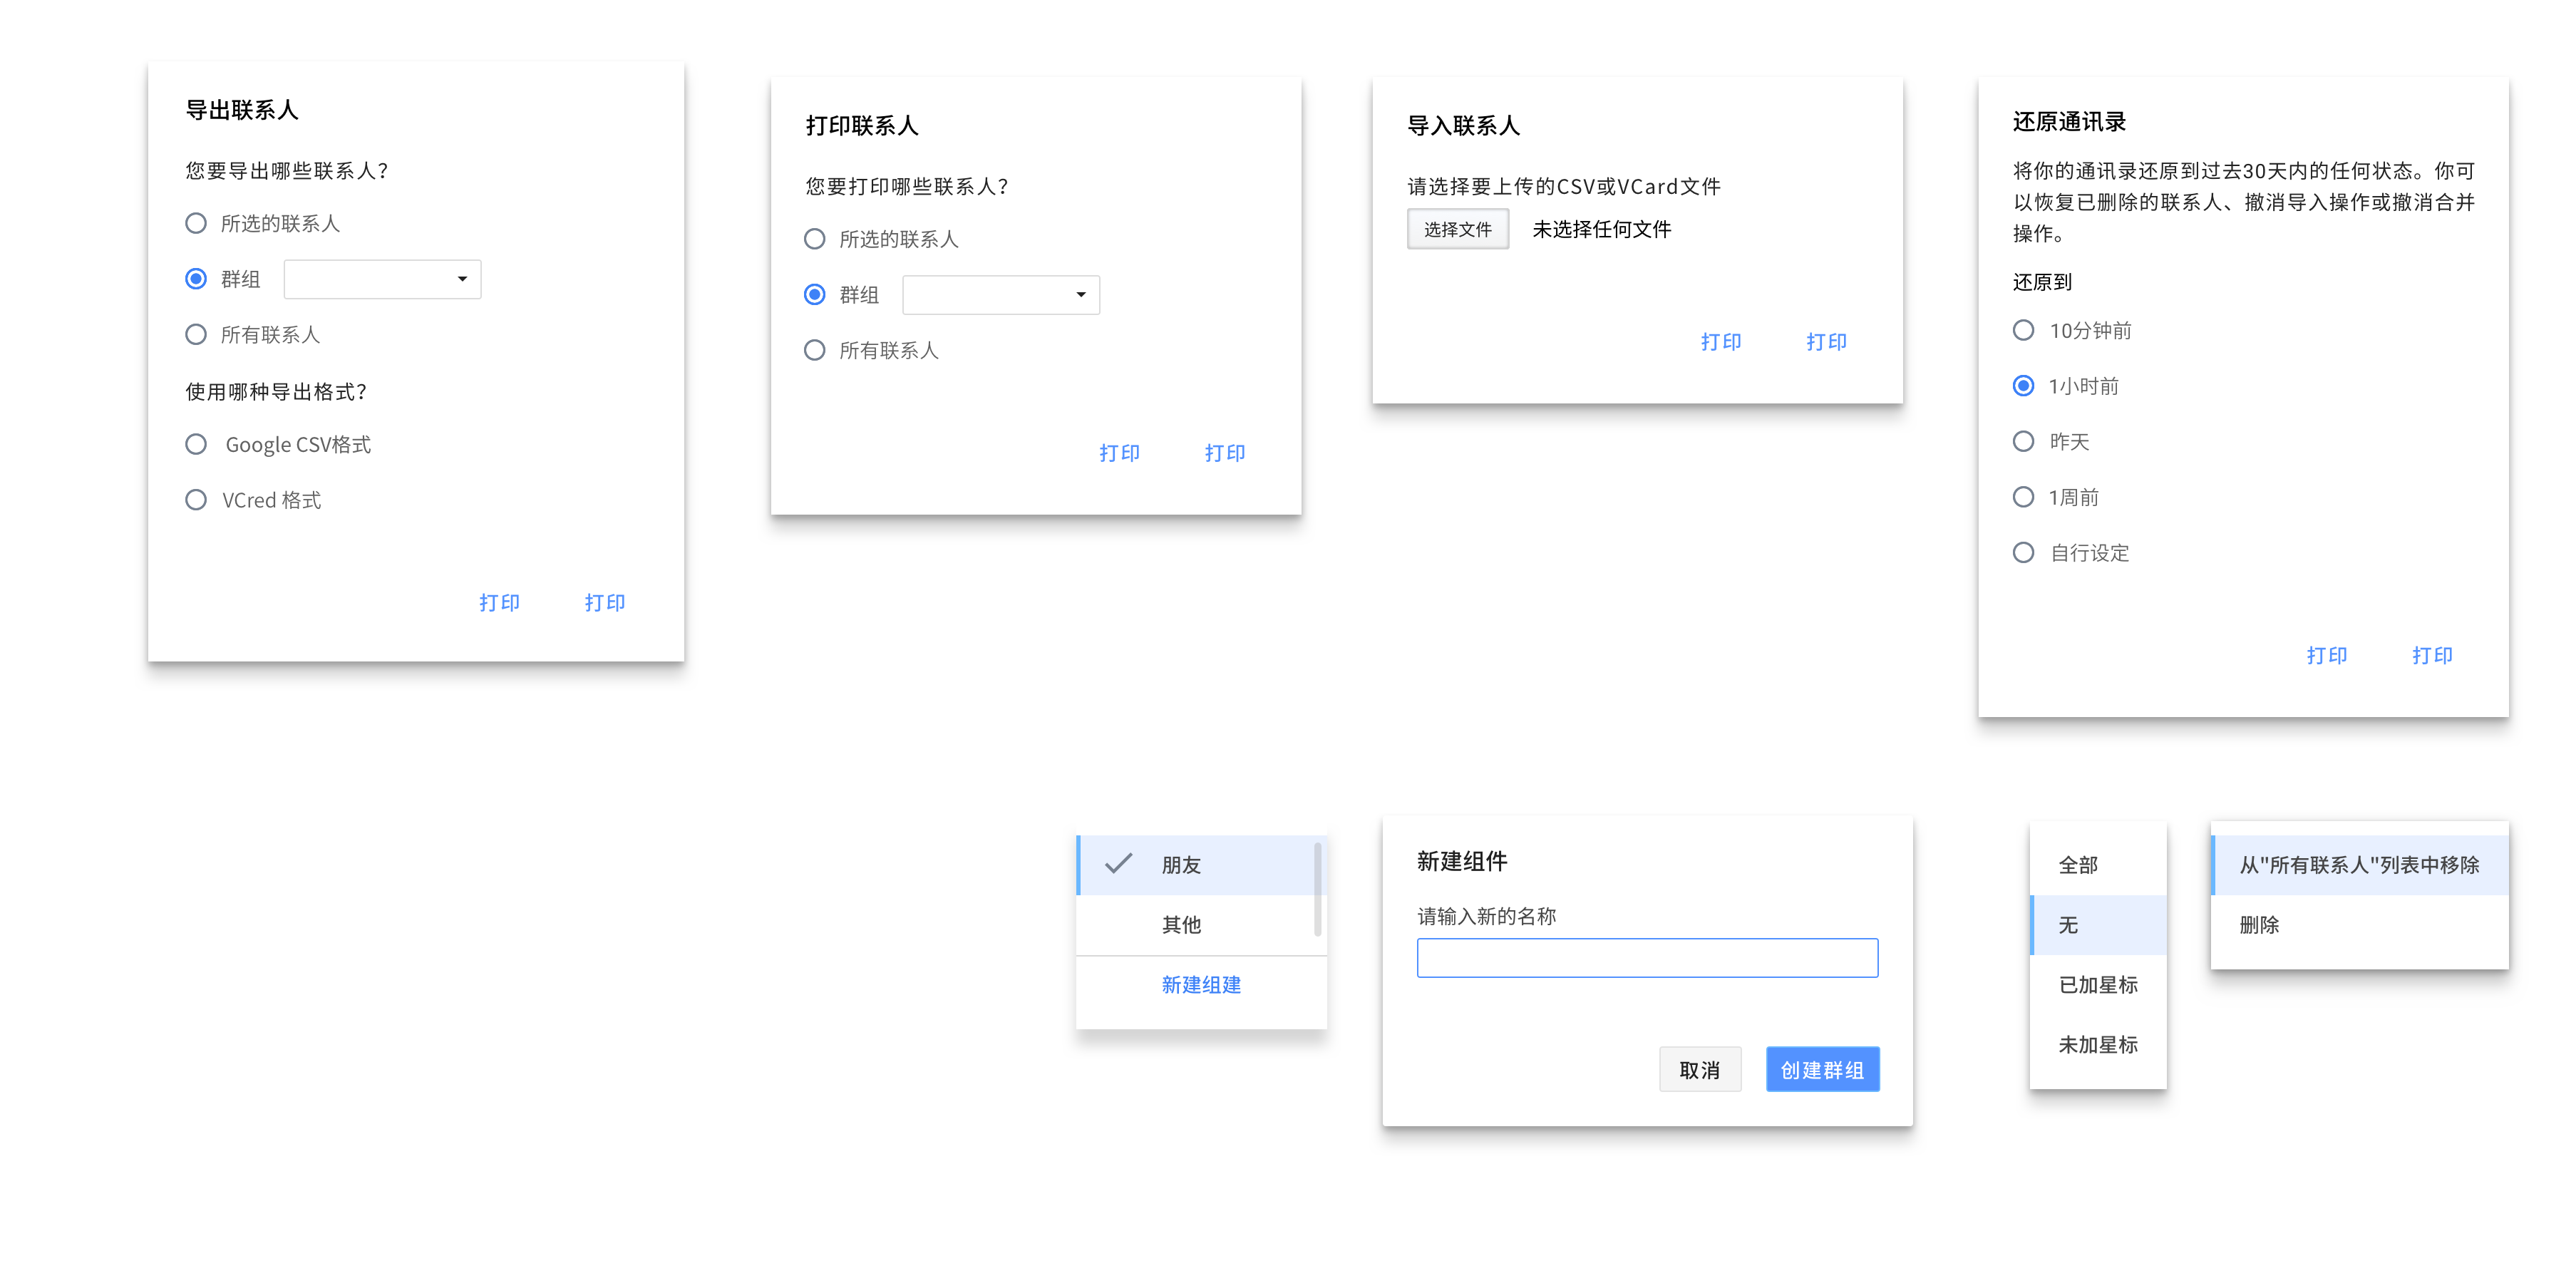 导出联系人
您要导出哪些联系人？
所选的联系人
群组
所有联系人
使用哪种导出格式？
Google CSV格式
VCred 格式
打印 打印
打印联系人
您要打印哪些联系人？
所选的联系人
群组
所有联系人
打印 打印
导入联系人
请选择要上传的CSV或VCard文件
选择文件 未选择任何文件
打印 打印
还原通讯录
将你的通讯录还原到过去30天内的任何状态。你可
以恢复已删除的联系人、撤消导入操作或撤消合并
操作。
还原到
10分钟前
1小时前
昨天
1周前
自行设定
打印 打印
朋友
其他
新建组建
新建组件
请输入新的名称
取消 创建群组
全部
无
已加星标
未加星标
从"所有联系人"列表中移除
删除